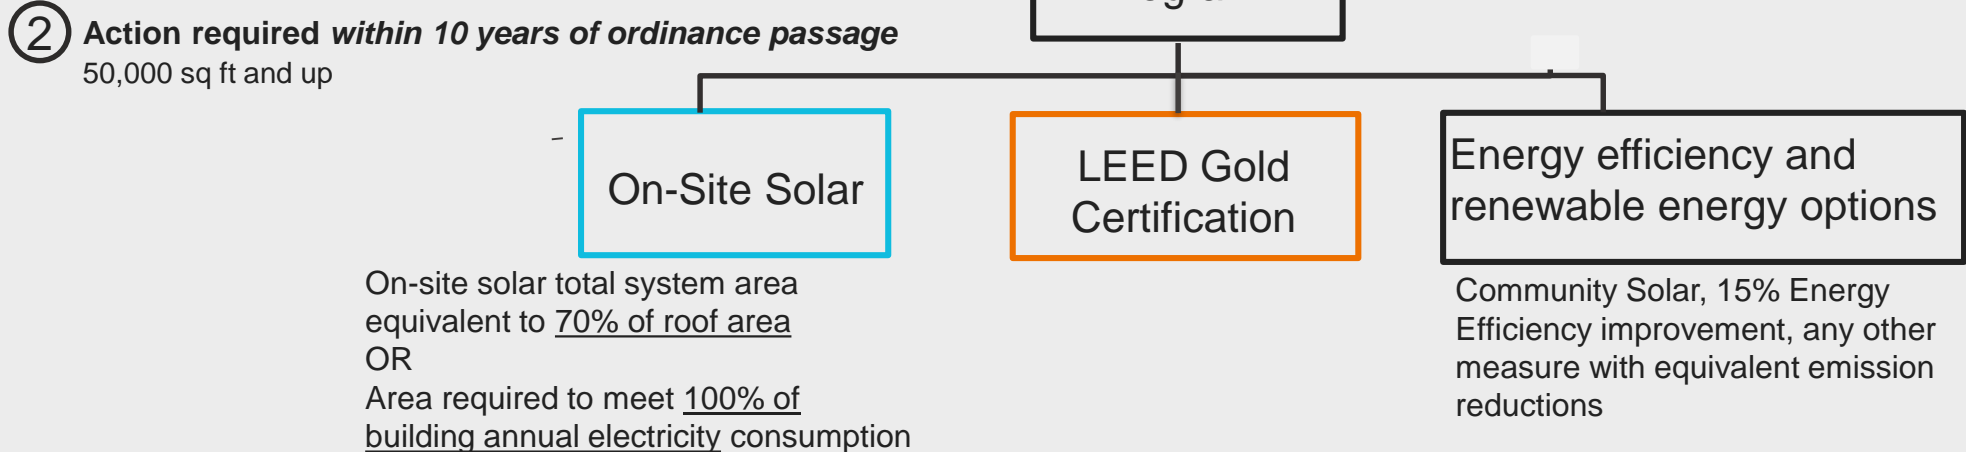 2 Action required within 10 years of ordinance passage
50,000 sq ft and up
On-Site Solar
LEED Gold
Certification
Energy efficiency and
renewable energy options
On-site solar total system area
equivalent to 70% of roof area
OR
Area required to meet 100% of
building annual electricity consumption
Community Solar, 15% Energy
Efficiency improvement, any other
measure with equivalent emission
reductions